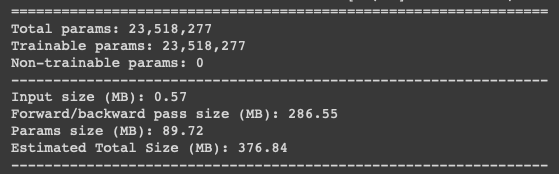 ================================================================
Total params: 23,518,277
Trainable params: 23,518,277
Non-trainable params: 0
----------------------------------------------------------------
Input size (MB): 0.57
Forward/backward pass size (MB): 286.55
Params size (MB): 89.72
Estimated Total Size (MB): 376.84
----------------------------------------------------------------